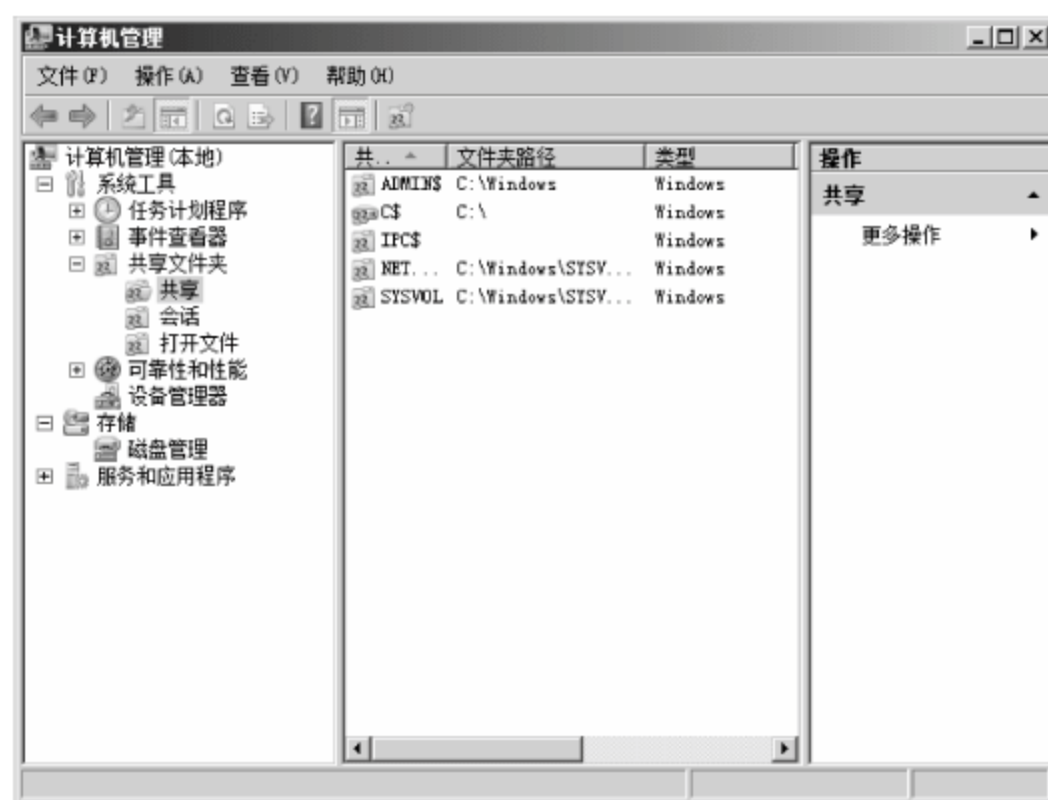 计算机管理
文件(F) 操作(A) 查看(V) 帮助(H)
计算机管理(本地)
系统工具
任务计划程序
事件查看器
共享文件夹
共享
会话
打开文件
可靠性和性能
设备管理器
存储
磁盘管理
服务和应用程序
共.. 文件夹路径 类型
ADMIN$ C:\Windows Windows
C$ C:\ Windows
IPC$ Windows
NET... C:\Windows\SYSV... Windows
SYSVOL C:\Windows\SYSV... Windows
操作
共享
更多操作